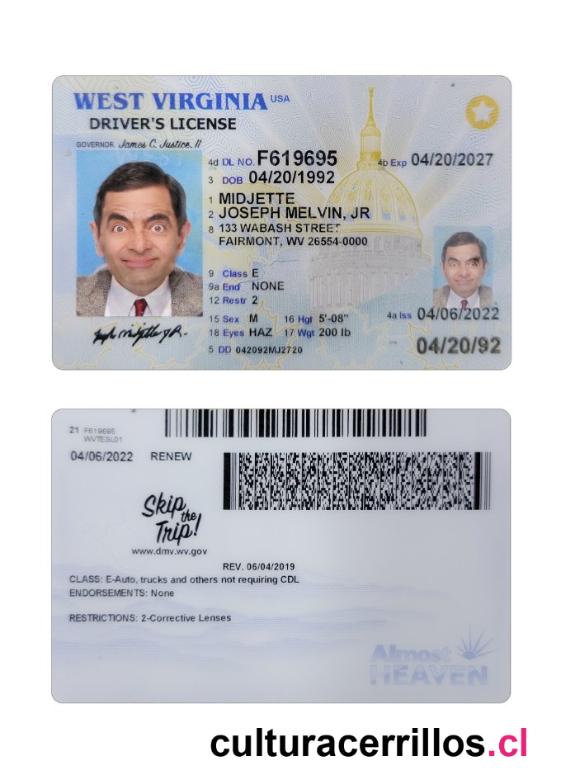 WEST VIRGINIA USA
DRIVER'S LICENSE
GOVERNOR James C. Justice, II
4d DL NO. F619695 4b Exp 04/20/2027
3 DOB 04/20/1992
1 MIDJETTE
2 JOSEPH MELVIN, JR
8 133 WABASH STREET
FAIRMONT, WV 26554-0000
9 Class E
9a End NONE
12 Restr 2
15 Sex M 16 Hgt 5'-08" 4a Iss 04/06/2022
18 Eyes HAZ 17 Wgt 200 lb
5 DD 042092MJ2720 04/20/92
21 F619695
WVTESL01
04/06/2022 RENEW
Skip
the
Trip!
www.dmv.wv.gov
REV. 06/04/2019
CLASS: E-Auto, trucks and others not requiring CDL
ENDORSEMENTS: None
RESTRICTIONS: 2-Corrective Lenses
Almost
HEAVEN
culturacerrillos.cl